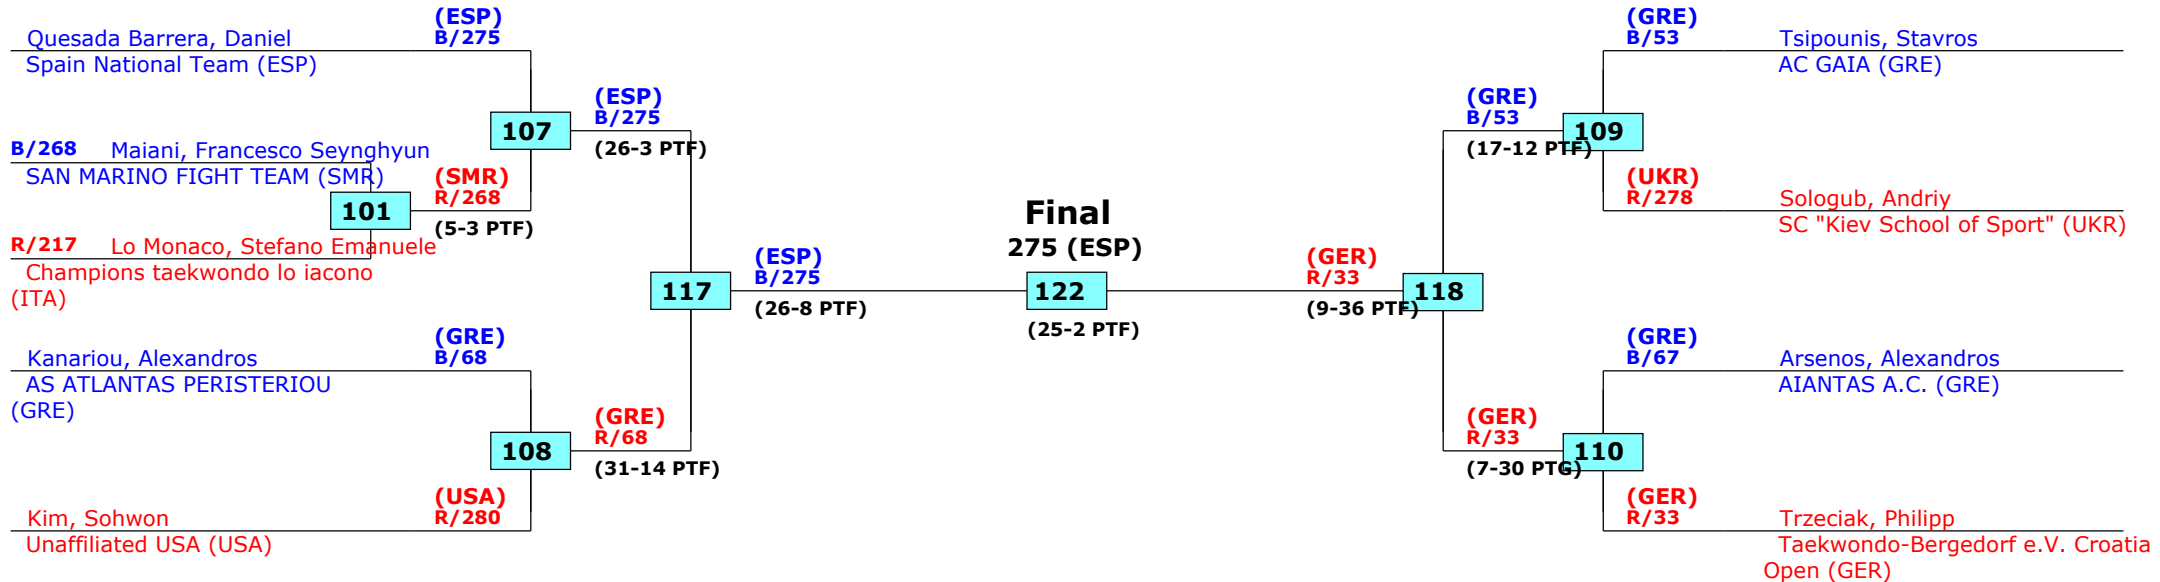 (ESP)
B/275
Quesada Barrera, Daniel
Spain National Team (ESP)
107
(ESP)
B/275
(26-3 PTF)
B/268 Maiani, Francesco Seynghyun
SAN MARINO FIGHT TEAM (SMR)
(SMR)
R/268
101
(5-3 PTF)
R/217 Lo Monaco, Stefano Emanuele
Champions taekwondo lo iacono
(ITA)
117
(ESP)
B/275
(26-8 PTF)
(GRE)
B/68
Kanariou, Alexandros
AS ATLANTAS PERISTERIOU
(GRE)
108
(GRE)
R/68
(31-14 PTF)
(USA)
R/280
Kim, Sohwon
Unaffiliated USA (USA)
Final
275 (ESP)
122
(25-2 PTF)
(GRE)
B/53
Tsipounis, Stavros
AC GAIA (GRE)
(GRE)
B/53
109
(17-12 PTF)
(UKR)
R/278
Sologub, Andriy
SC "Kiev School of Sport" (UKR)
(GER)
R/33
118
(9-36 PTF)
(GRE)
B/67
Arsenos, Alexandros
AIANTAS A.C. (GRE)
(GER)
R/33
110
(7-30 PTG)
(GER)
R/33
Trzeciak, Philipp
Taekwondo-Bergedorf e.V. Croatia
Open (GER)